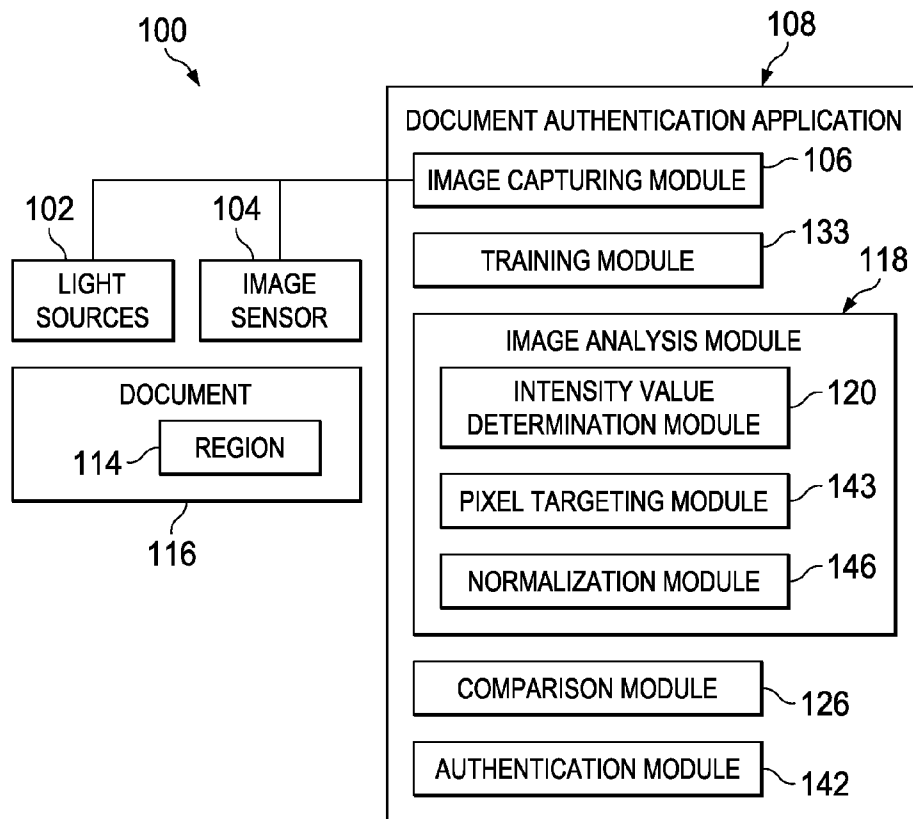 100
108
DOCUMENT AUTHENTICATION APPLICATION
IMAGE CAPTURING MODULE
106
102
104
LIGHT
SOURCES
IMAGE
SENSOR
TRAINING MODULE
133
118
IMAGE ANALYSIS MODULE
INTENSITY VALUE
DETERMINATION MODULE
120
DOCUMENT
REGION
114
116
PIXEL TARGETING MODULE
143
NORMALIZATION MODULE
146
COMPARISON MODULE
126
AUTHENTICATION MODULE
142